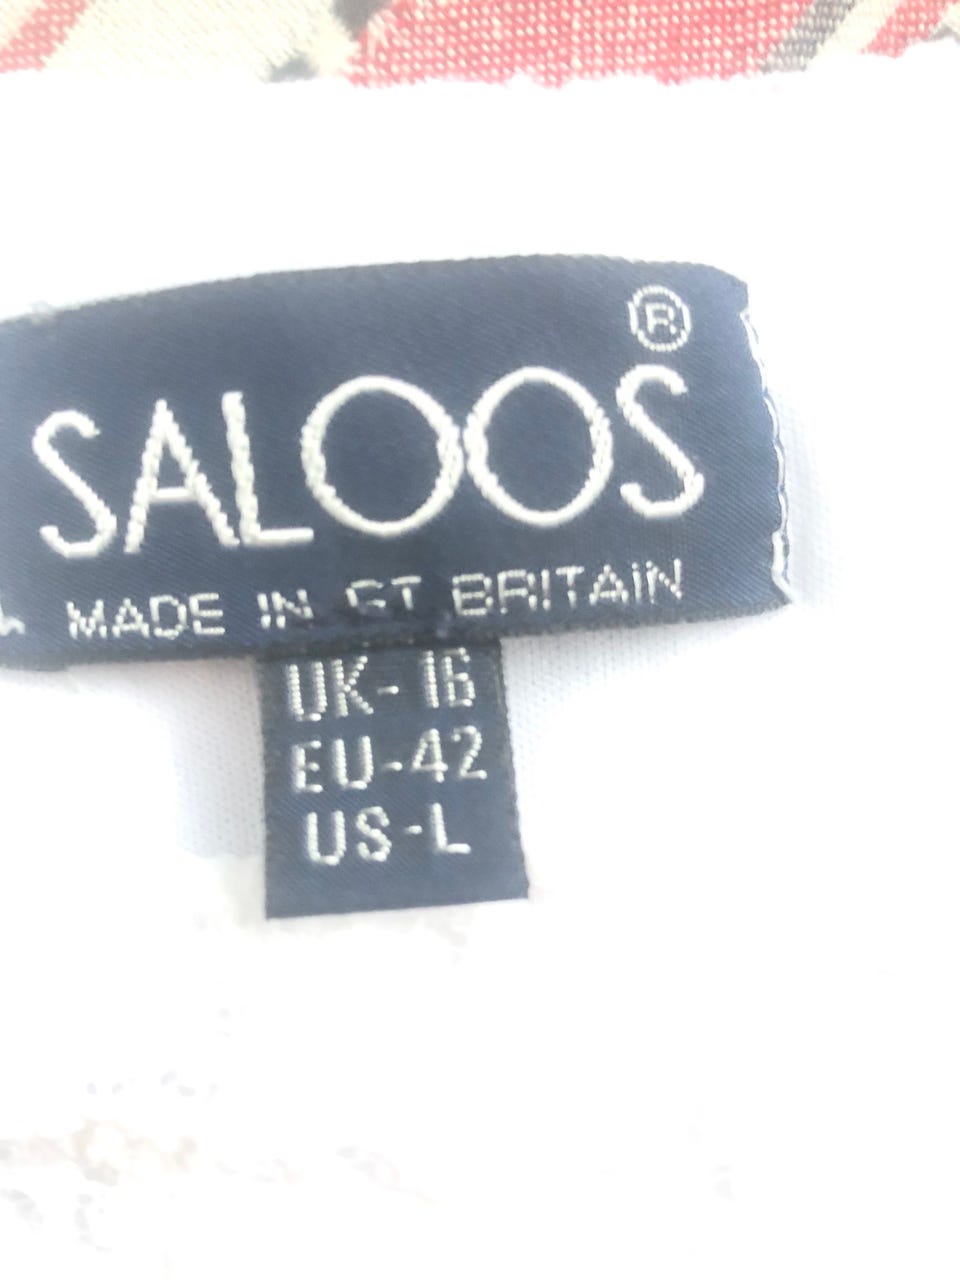 ®
SALOOS
MADE IN GT BRITAIN
UK-16
EU-42
US-L